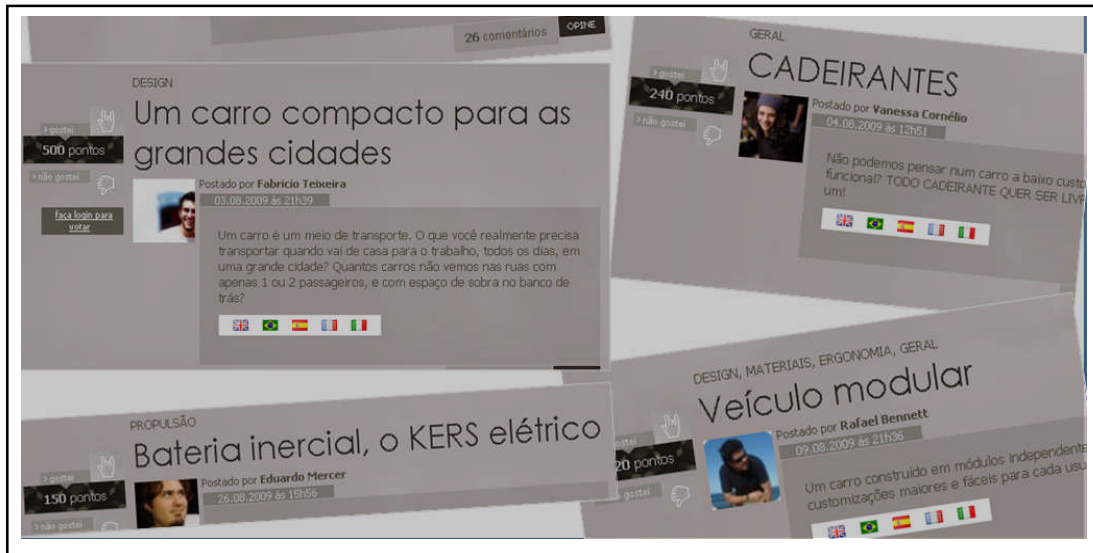 26 comentários OPINE
DESIGN
Um carro compacto para as
grandes cidades
> gostei
500 pontos
> não gostei
faça login para
votar
Postado por Fabricio Teixeira
03.08.2009 às 21h39
Um carro é um meio de transporte. O que você realmente precisa
transportar quando vai de casa para o trabalho, todos os dias, em
uma grande cidade? Quantos carros não vemos nas ruas com
apenas 1 ou 2 passageiros, e com espaço de sobra no banco de
trás?
PROPULSÃO
Bateria inercial, o KERS elétrico
> gostei
150 pontos
> não gostei
Postado por Eduardo Mercer
26.08.2009 às 15h56
GERAL
CADEIRANTES
> gostei
240 pontos
> não gostei
Postado por Vanessa Cornélio
04.08.2009 às 12h51
Não podemos pensar num carro a baixo custo
funcional? TODO CADEIRANTE QUER SER
um!
DESIGN, MATERIAIS, ERGONOMIA, GERAL
Veículo modular
gostei
20 pontos
gostei
Postado por Rafael Bennett
09.08.2009 às 21h36
Um carro construído em módulos independente
customizações maiores e fáceis para cada